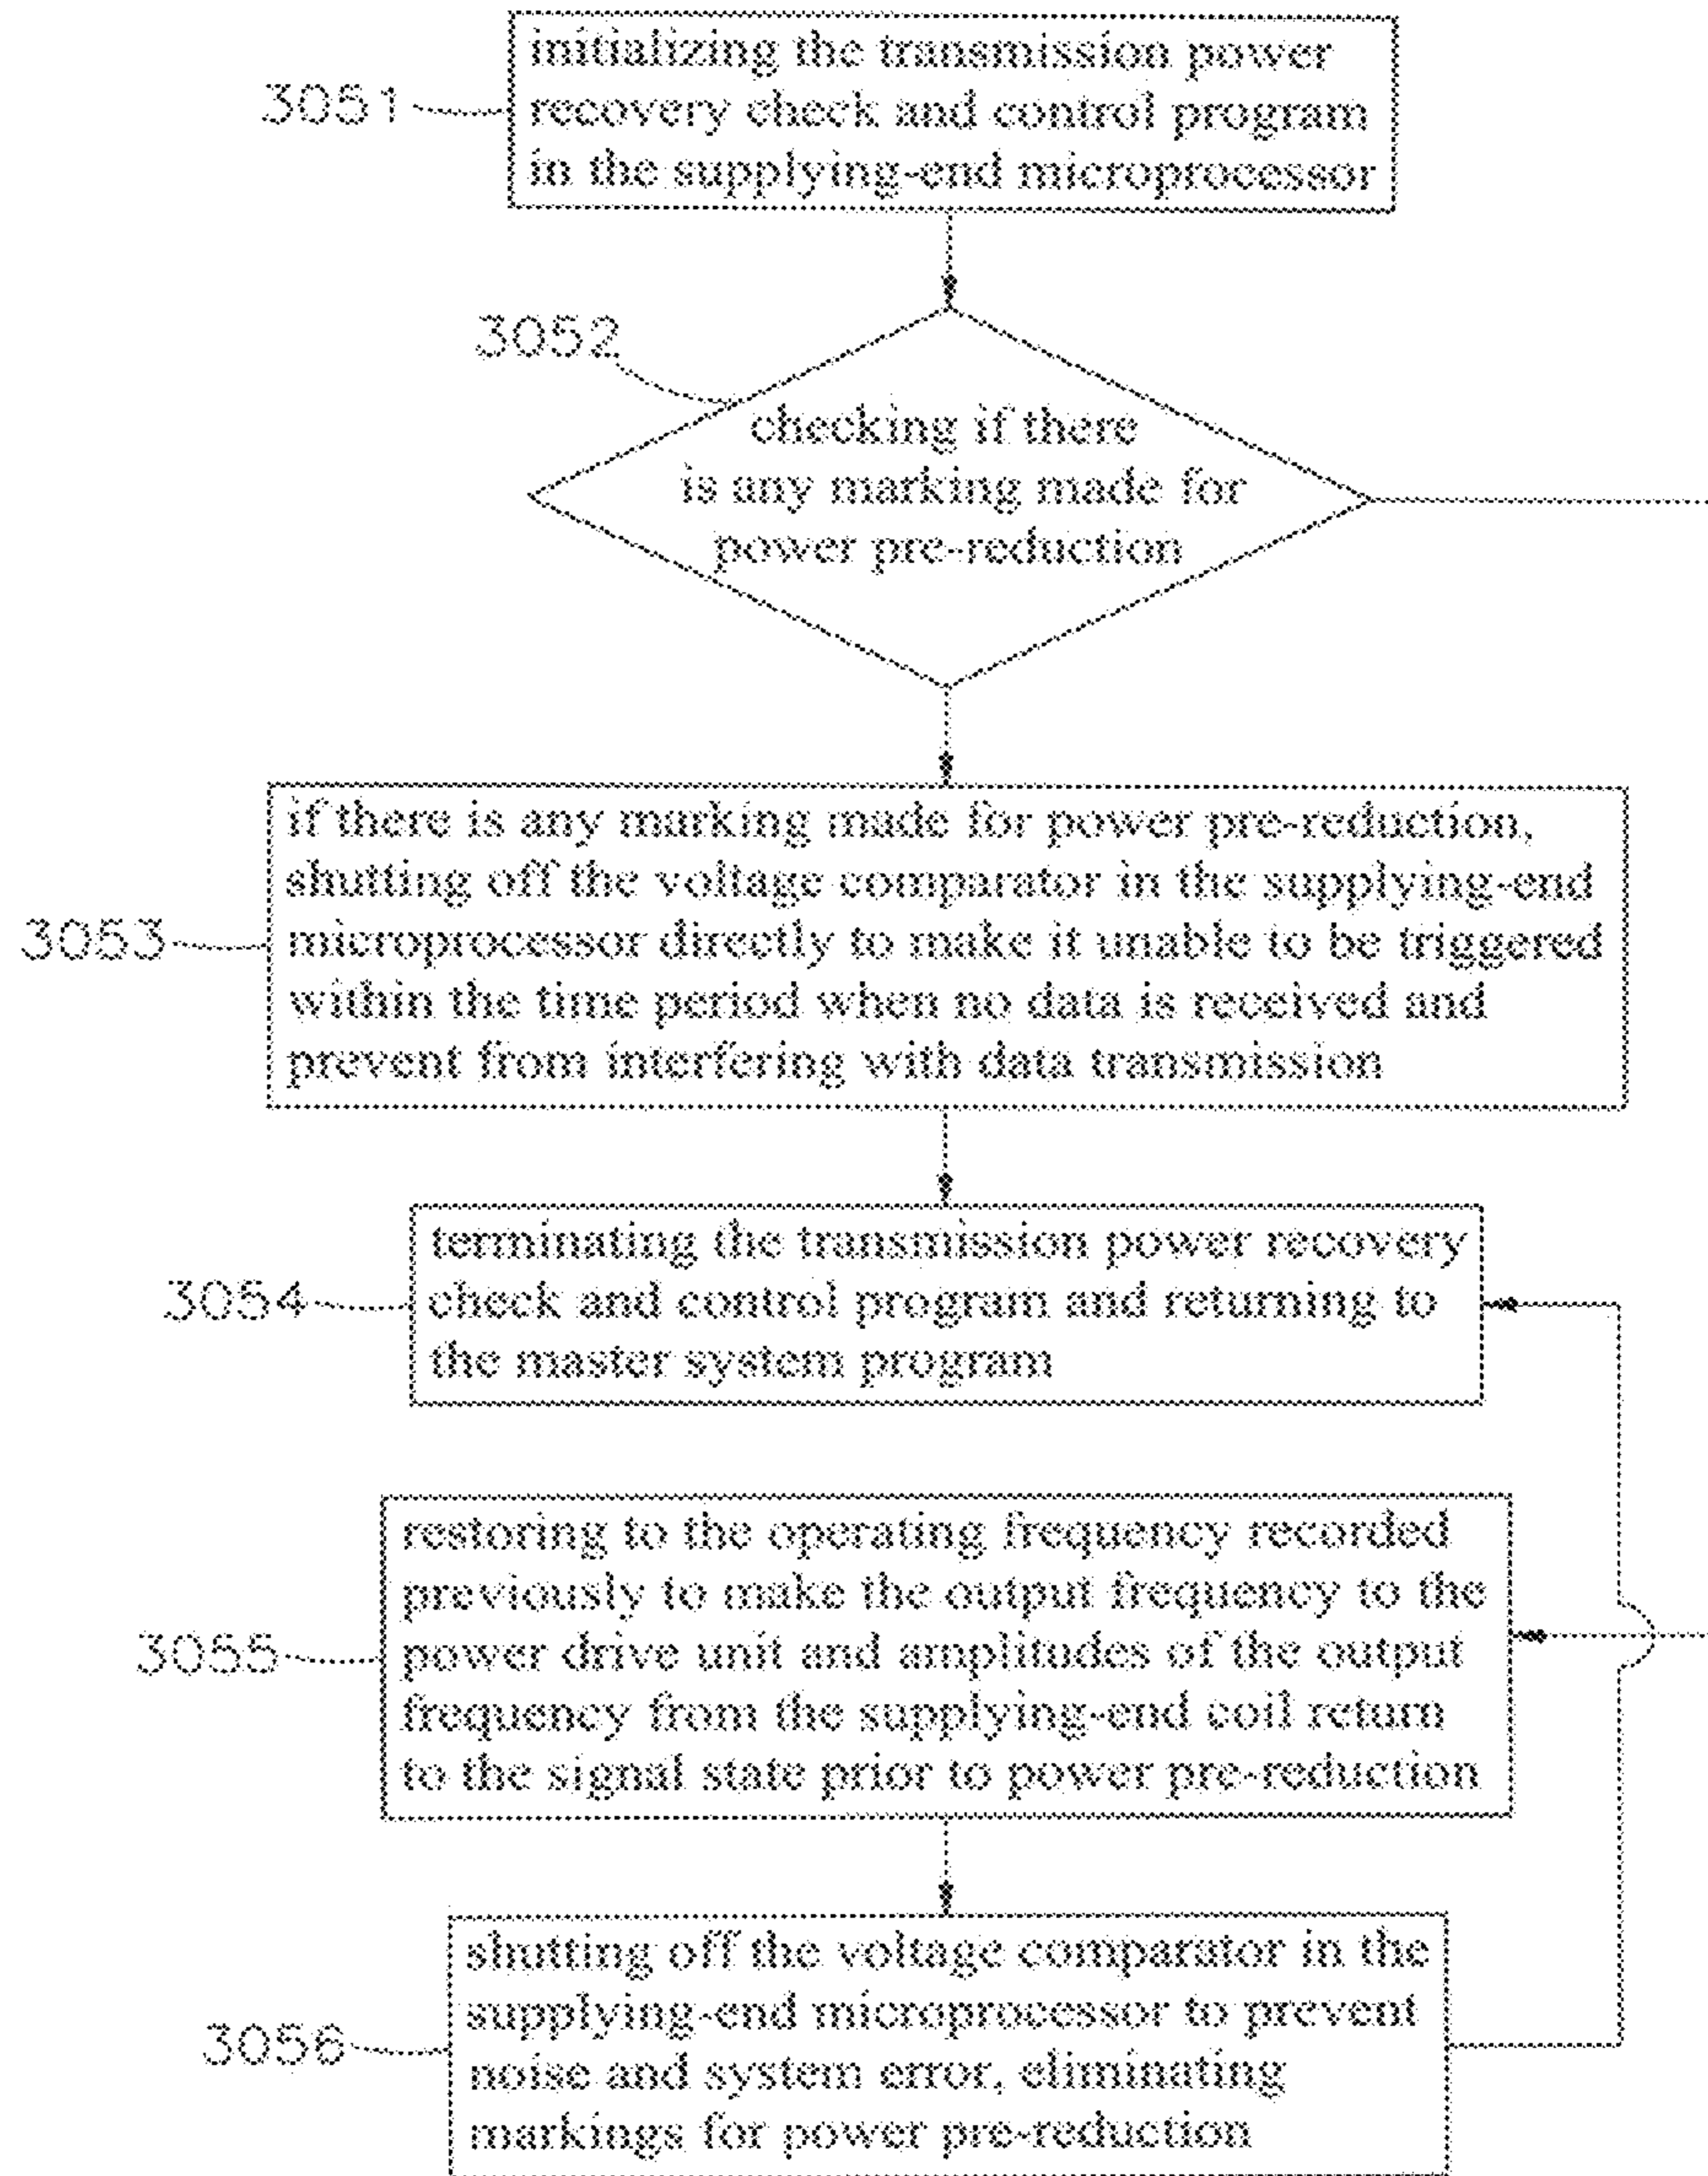 3051
initializing the transmission power
recovery check and control program
in the supplying-end microprocessor
3052
checking if there
is any marking made for
power pre-reduction
3053
if there is any marking made for power pre-reduction,
shutting off the voltage comparator in the supplying-end
microprocessor directly to make it unable to be triggered
within the time period when no data is received and
prevent from interfering with data transmission
3054
terminating the transmission power recovery
check and control program and returning to
the master system program
3055
restoring to the operating frequency recorded
previously to make the output frequency to the
power drive unit and amplitudes of the output
frequency from the supplying-end coil return
to the signal state prior to power pre-reduction
3056
shutting off the voltage comparator in the
supplying-end microprocessor to prevent
noise and system error, eliminating
markings for power pre-reduction